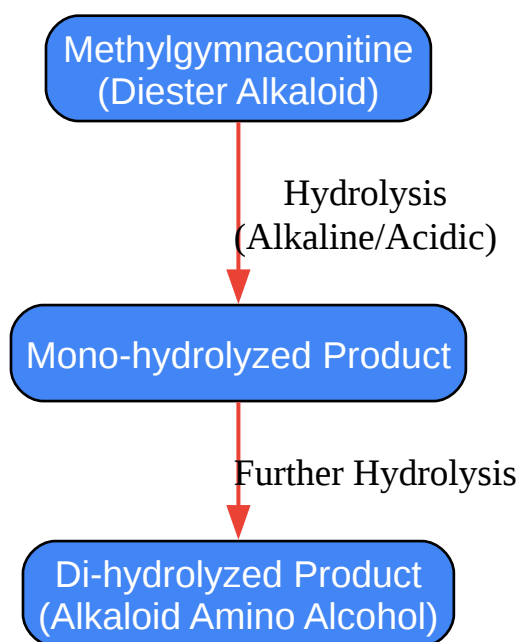 Methylgymnaconitine
(Diester Alkaloid)
Hydrolysis
(Alkaline/Acidic)
Mono-hydrolyzed Product
Further Hydrolysis
Di-hydrolyzed Product
(Alkaloid Amino Alcohol)